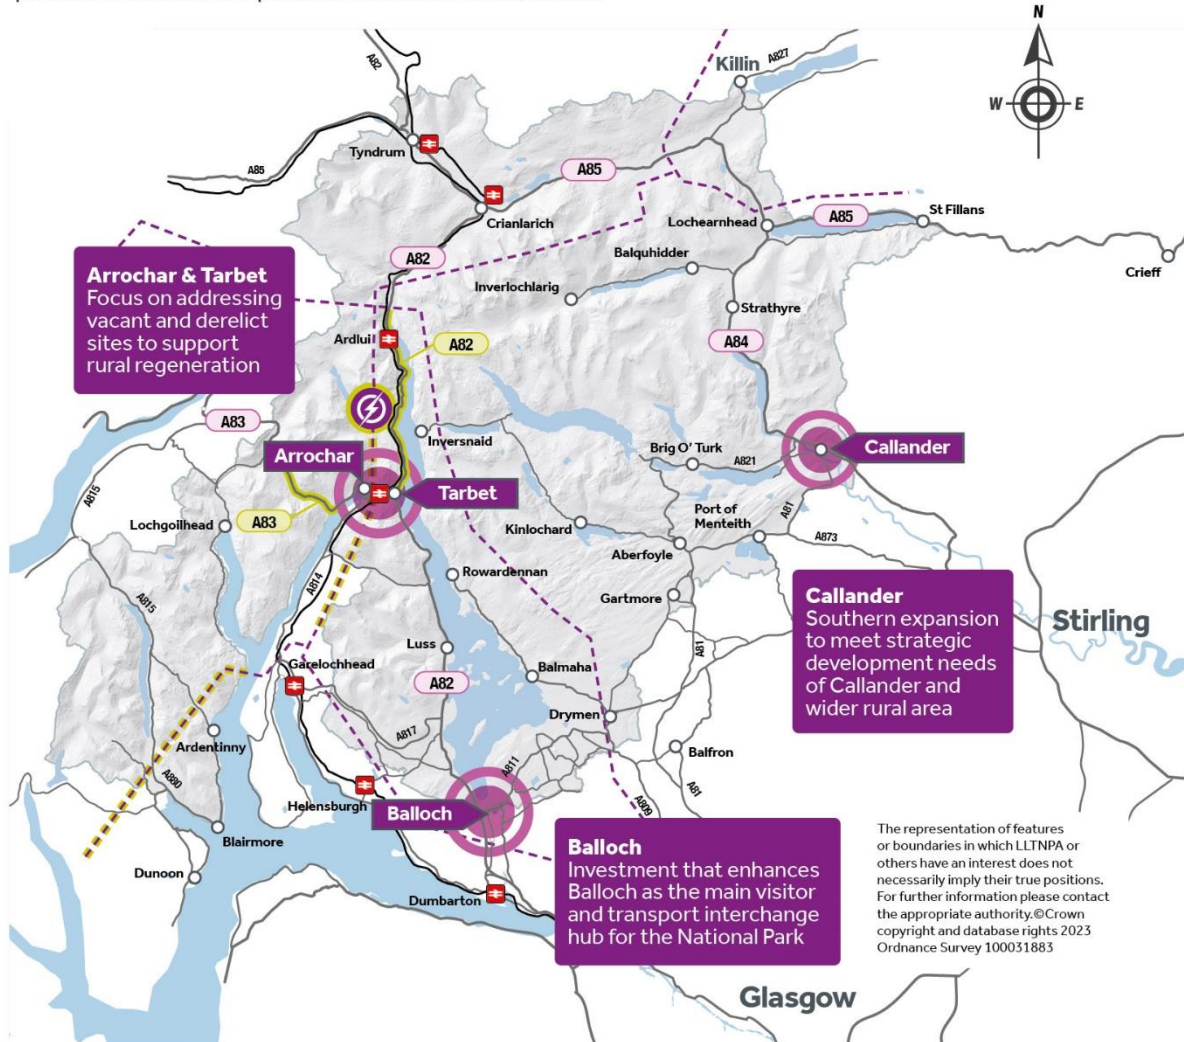 N
W
E
Killin
A827
A82
Tyndrum
A85
A85
Crianlarich
Lochearnhead
A85
St Fillans
Crieff
A82
Balquhidder
Inverlochlarig
Strathyre
Arrochar & Tarbet
Focus on addressing
vacant and derelict
sites to support
rural regeneration
Ardlui
A82
A84
A83
Inversnaid
Arrochar
Brig O' Turk
A821
Callander
Tarbet
A815
A83
Lochgoilhead
Kinlochard
Port of
Menteith
A81
A873
Aberfoyle
A814
Rowardennan
Gartmore
A815
Callander
Southern expansion
to meet strategic
development needs
of Callander and
wider rural area
Stirling
Luss
A81
Garelochhead
A82
Balmaha
Drymen
A817
Ardentinny
Balfron
A880
A811
A81
A809
Helensburgh
Balloch
Blairmore
Dunoon
Dumbarton
Balloch
Investment that enhances
Balloch as the main visitor
and transport interchange
hub for the National Park
The representation of features
or boundaries in which LLTNPA or
others have an interest does not
necessarily imply their true positions.
For further information please contact
the appropriate authority.©Crown
copyright and database rights 2023
Ordnance Survey 100031883
Glasgow